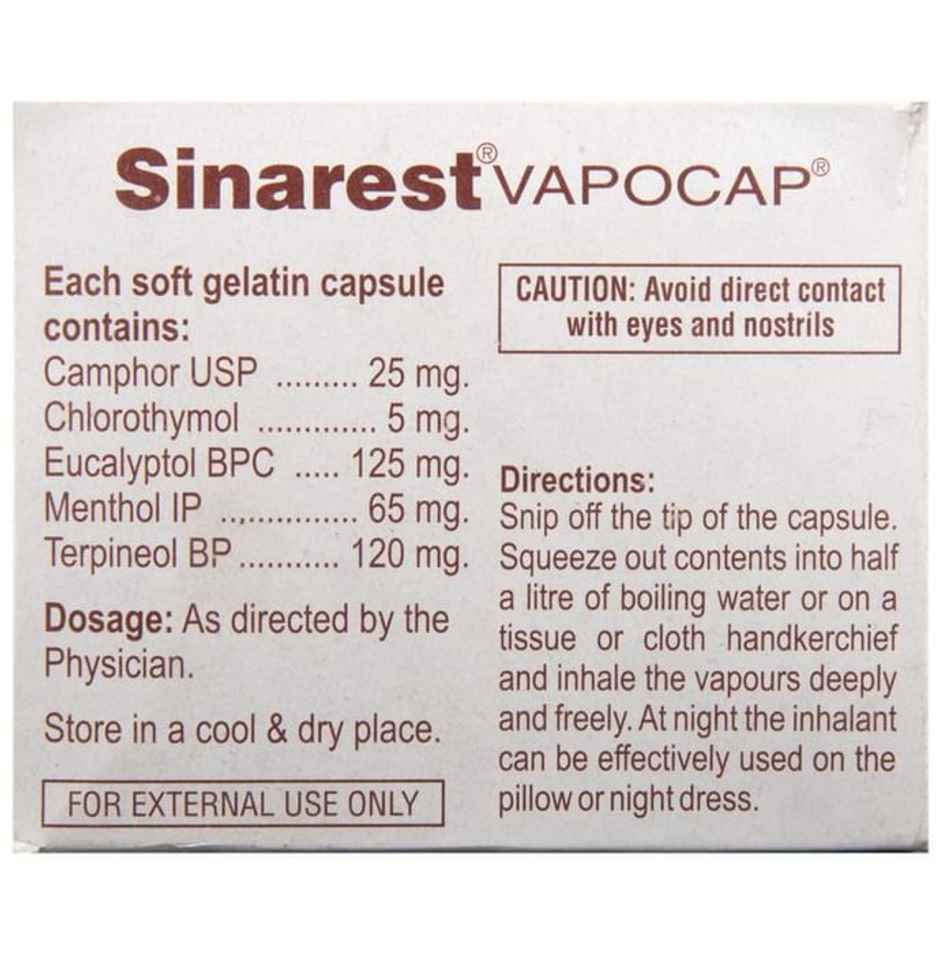 Sinarest® VAPOCAP®
Each soft gelatin capsule
contains:
Camphor USP ......... 25 mg.
Chlorothymol ............. 5 mg.
Eucalyptol BPC ..... 125 mg.
Menthol IP ............... 65 mg.
Terpineol BP........... 120 mg.
Dosage: As directed by the
Physician.
Store in a cool & dry place.
FOR EXTERNAL USE ONLY
CAUTION: Avoid direct contact
with eyes and nostrils
Directions:
Snip off the tip of the capsule.
Squeeze out contents into half
a litre of boiling water or on a
tissue or cloth handkerchief
and inhale the vapours deeply
and freely. At night the inhalant
can be effectively used on the
pillow or night dress.